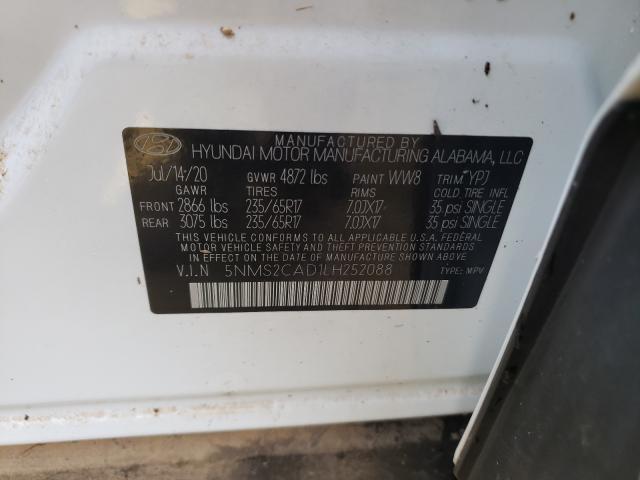 MANUFACTURED BY
HYUNDAI MOTOR MANUFACTURING ALABAMA, LLC
Jul/14/20 GVWR 4872 lbs PAINT WW8 TRIM YPJ
GAWR TIRES RIMS COLD TIRE INFL
FRONT 2866 lbs 235/65R17 7.0JX17 35 psi SINGLE
REAR 3075 lbs 235/65R17 7.0JX17 35 psi SINGLE
THIS VEHICLE CONFORMS TO ALL APPLICABLE U.S.A. FEDERAL
MOTOR VEHICLE SAFETY AND THEFT PREVENTION STANDARDS
IN EFFECT ON THE DATE OF MANUFACTURE SHOWN ABOVE.
V.I.N 5NMS2CAD1LH252088 TYPE: MPV